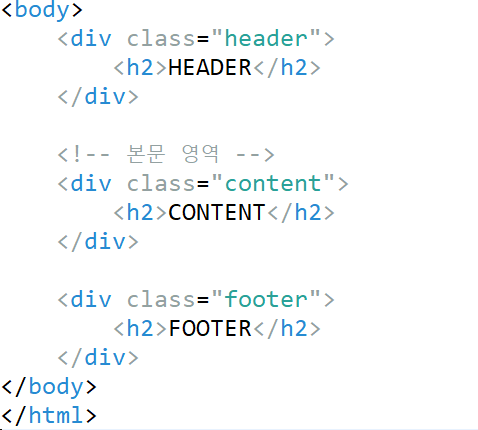 <body>
<div class="header">
<h2>HEADER</h2>
</div>
<!-- 본문 영역 -->
<div class="content">
<h2>CONTENT</h2>
</div>
<div class="footer">
<h2>FOOTER</h2>
</div>
</body>
</html>